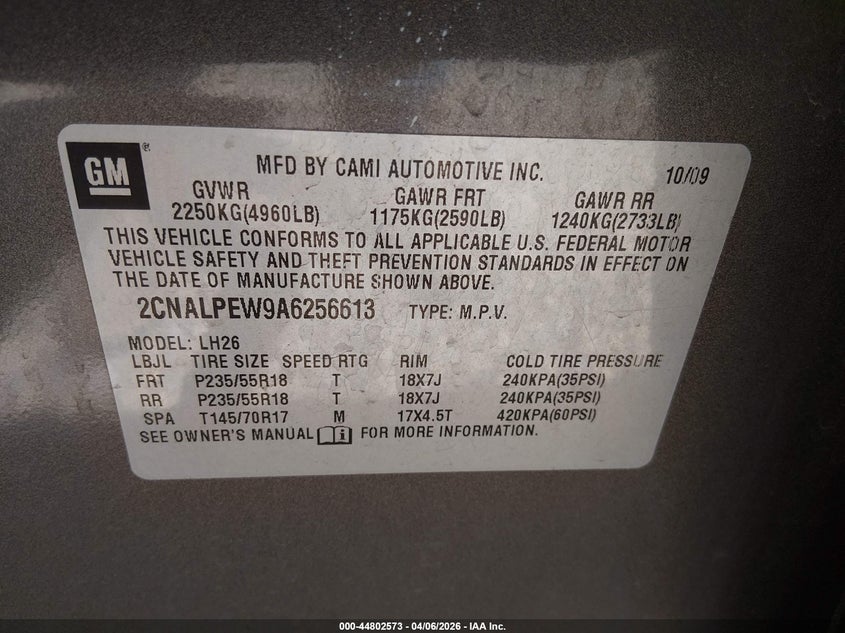 GM ®
MFD BY CAMI AUTOMOTIVE INC. 10/09
GVWR GAWR FRT GAWR RR
2250KG(4960LB) 1175KG(2590LB) 1240KG(2733LB)
THIS VEHICLE CONFORMS TO ALL APPLICABLE U.S. FEDERAL MOTOR
VEHICLE SAFETY AND THEFT PREVENTION STANDARDS IN EFFECT ON
THE DATE OF MANUFACTURE SHOWN ABOVE.
2CNALPEW9A6256613 TYPE: M.P.V.
MODEL: LH26
LBJL TIRE SIZE SPEED RTG RIM COLD TIRE PRESSURE
FRT P235/55R18 T 18X7J 240KPA(35PSI)
RR P235/55R18 T 18X7J 240KPA(35PSI)
SPA T145/70R17 M 17X4.5T 420KPA(60PSI)
SEE OWNER'S MANUAL i FOR MORE INFORMATION.
000-44802573 - 04/06/2026 - IAA Inc.